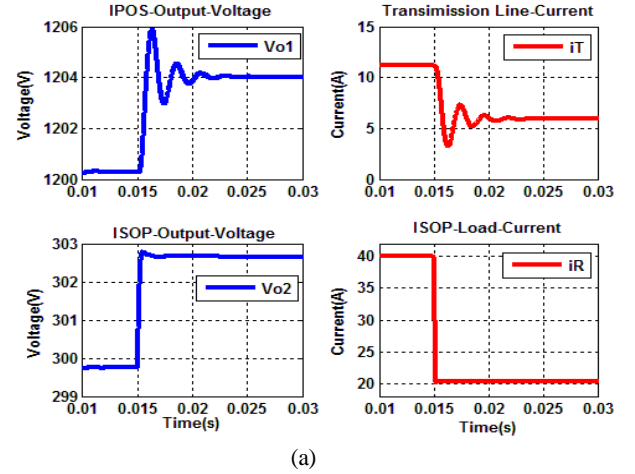 IPOS-Output-Voltage
Voltage(V)
1206
1204
1202
1200
Vo1
0.01 0.015 0.02 0.025 0.03
Transimission Line-Current
Current(A)
15
10
5
0
iT
0.01 0.015 0.02 0.025 0.03
ISOP-Output-Voltage
Voltage(V)
303
302
301
300
299
Vo2
0.01 0.015 0.02 0.025 0.03
Time(s)
ISOP-Load-Current
Current(A)
40
35
30
25
20
iR
0.01 0.015 0.02 0.025 0.03
Time(s)
(a)